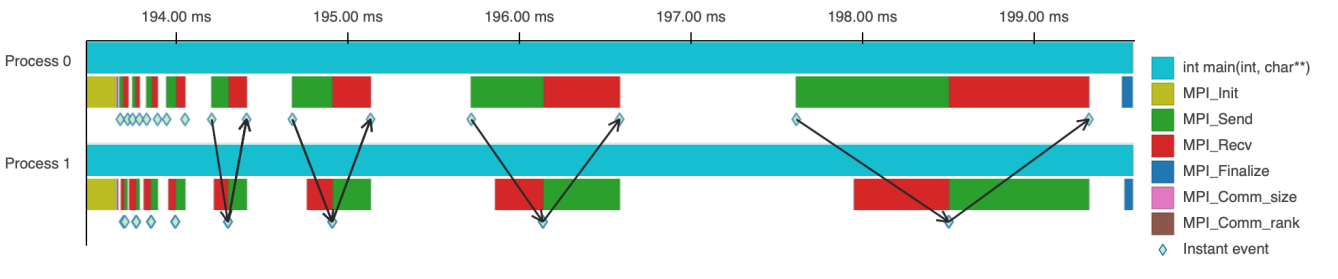 194.00 ms 195.00 ms 196.00 ms 197.00 ms 198.00 ms 199.00 ms
Process 0
Process 1
int main(int, char**)
MPI_Init
MPI_Send
MPI_Recv
MPI_Finalize
MPI_Comm_size
MPI_Comm_rank
Instant event